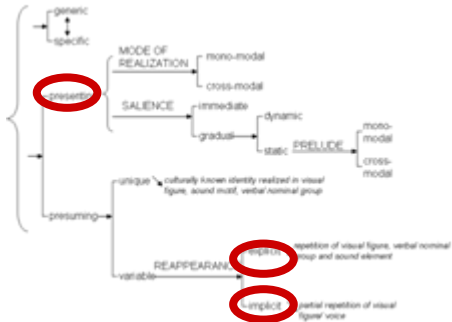 generic
specific
MODE OF
REALIZATION
mono-modal
cross-modal
presenting
SALIENCE
immediate
gradual
dynamic
static
PRELUDE
mono-
modal
cross-
modal
unique
culturally known identity realized in visual
figure, sound motif, verbal nominal group
presuming
variable
REAPPEARANCE
explicit
repetition of visual figure, verbal nominal
group and sound element
implicit
partial repetition of visual
figure/ voice